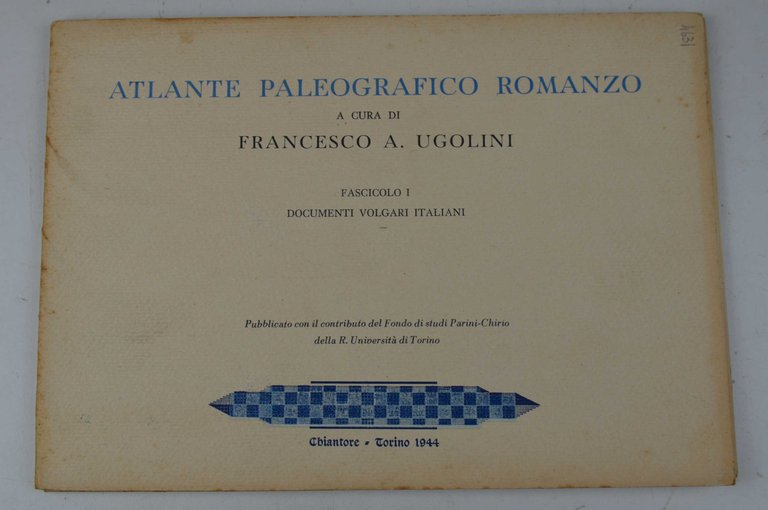 ATLANTE PALEOGRAFICO ROMANZO
A CURA DI
FRANCESCO A. UGOLINI
FASCICOLO I
DOCUMENTI VOLGARI ITALIANI
Pubblicato con il contributo del Fondo di studi Parini-Chirio
della R. Università di Torino
Chiantore - Torino 1944